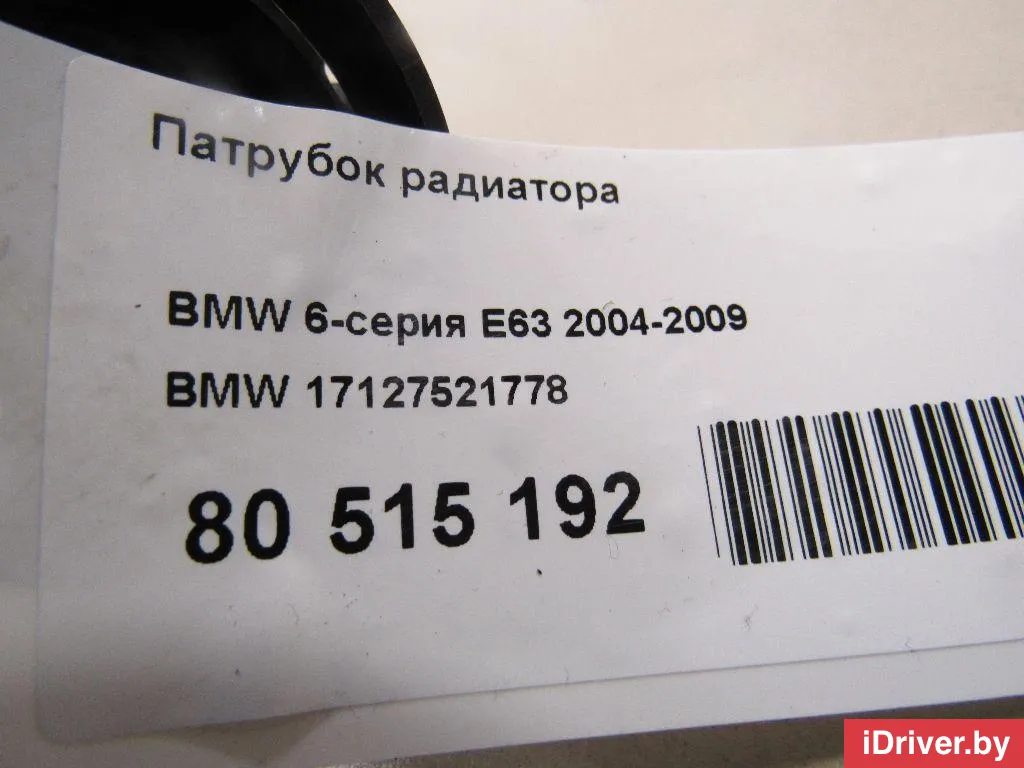 Патрубок радиатора
BMW 6-серия E63 2004-2009
BMW 17127521778
80 515 192
iDriver.by